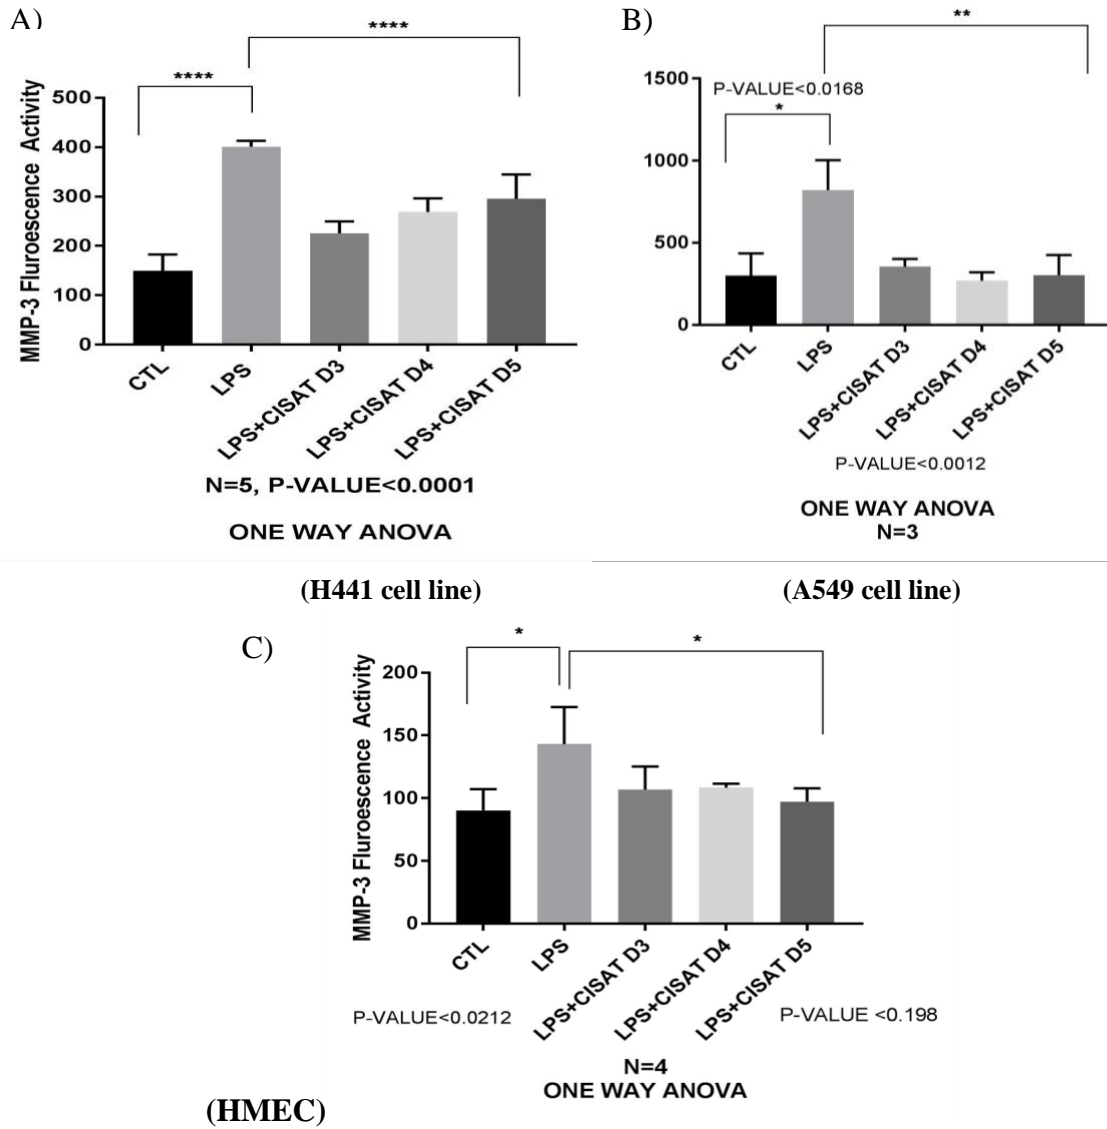 A)
****
****
MMP-3 Fluroescence Activity
500
400
300
200
100
0
CTL
LPS
LPS+CISAT D3
LPS+CISAT D4
LPS+CISAT D5
N=5, P-VALUE<0.0001
ONE WAY ANOVA
(H441 cell line)
B)
**
P-VALUE<0.0168
*
1500
1000
500
0
CTL
LPS
LPS+CISAT D3
LPS+CISAT D4
LPS+CISAT D5
P-VALUE<0.0012
ONE WAY ANOVA
N=3
(A549 cell line)
C)
*
*
MMP-3 Fluroescence Activity
200
150
100
50
0
CTL
LPS
LPS+CISAT D3
LPS+CISAT D4
LPS+CISAT D5
P-VALUE<0.0212
P-VALUE <0.198
N=4
ONE WAY ANOVA
(HMEC)